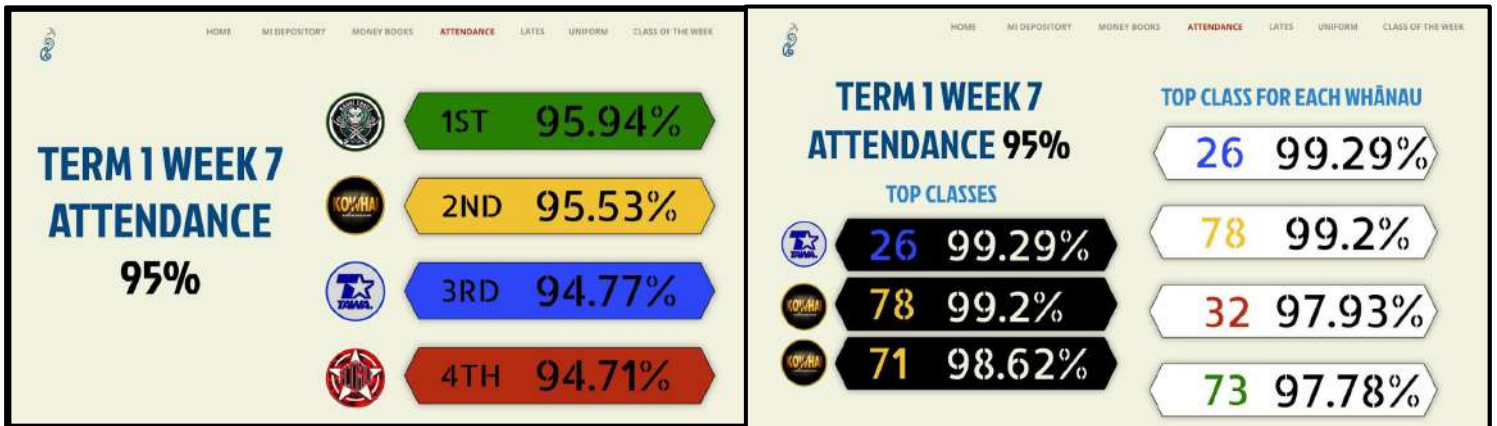 HOME MI DEPOSITORY MONEY BOOKS ATTENDANCE LATES UNIFORM CLASS OF THE WEEK
TERM 1 WEEK 7
ATTENDANCE
95%
1ST 95.94%
KOWHAI
2ND 95.53%
TAWA.
3RD 94.77%
4TH 94.71%
HOME MI DEPOSITORY MONEY BOOKS ATTENDANCE LATES UNIFORM CLASS OF THE WEEK
TERM 1 WEEK 7
ATTENDANCE 95%
TOP CLASSES
TAWA.
26 99.29%
KOWHAI
78 99.2%
KOWHAI
71 98.62%
TOP CLASS FOR EACH WHĀNAU
26 99.29%
78 99.2%
32 97.93%
73 97.78%